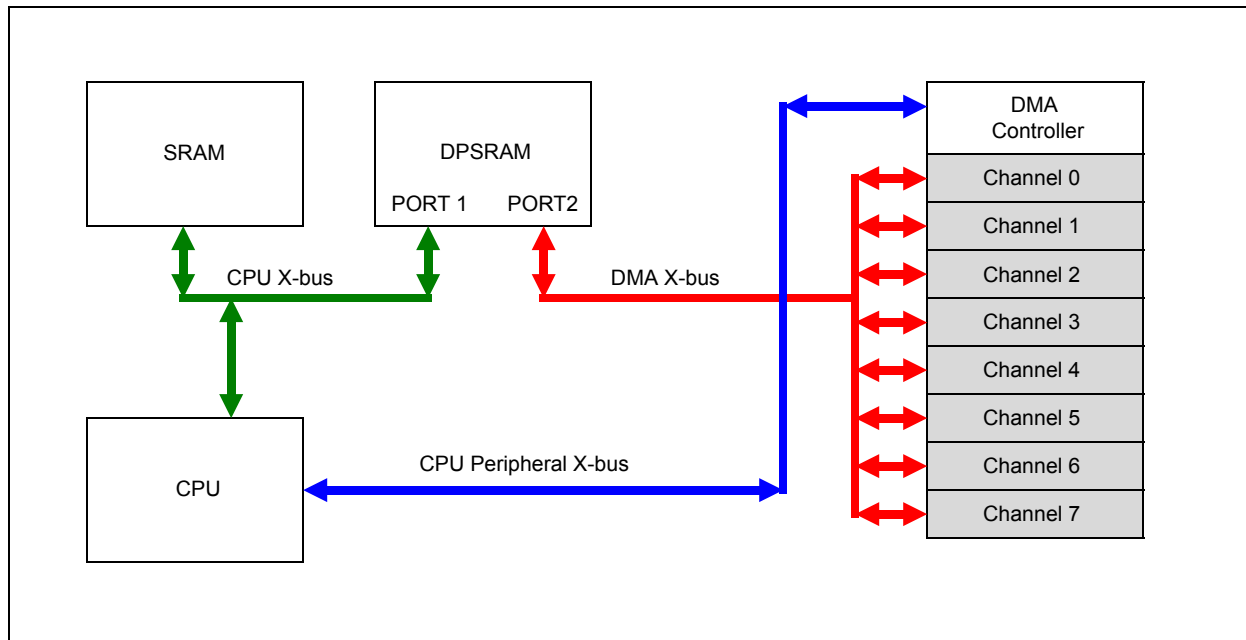 SRAM
DPSRAM
PORT 1 PORT2
DMA
Controller
Channel 0
Channel 1
Channel 2
Channel 3
Channel 4
Channel 5
Channel 6
Channel 7
CPU X-bus
DMA X-bus
CPU Peripheral X-bus
CPU